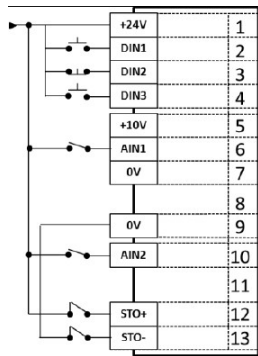 +24V 1
DIN1 2
DIN2 3
DIN3 4
+10V 5
AIN1 6
0V 7
8
0V 9
AIN2 10
11
STO+ 12
STO- 13